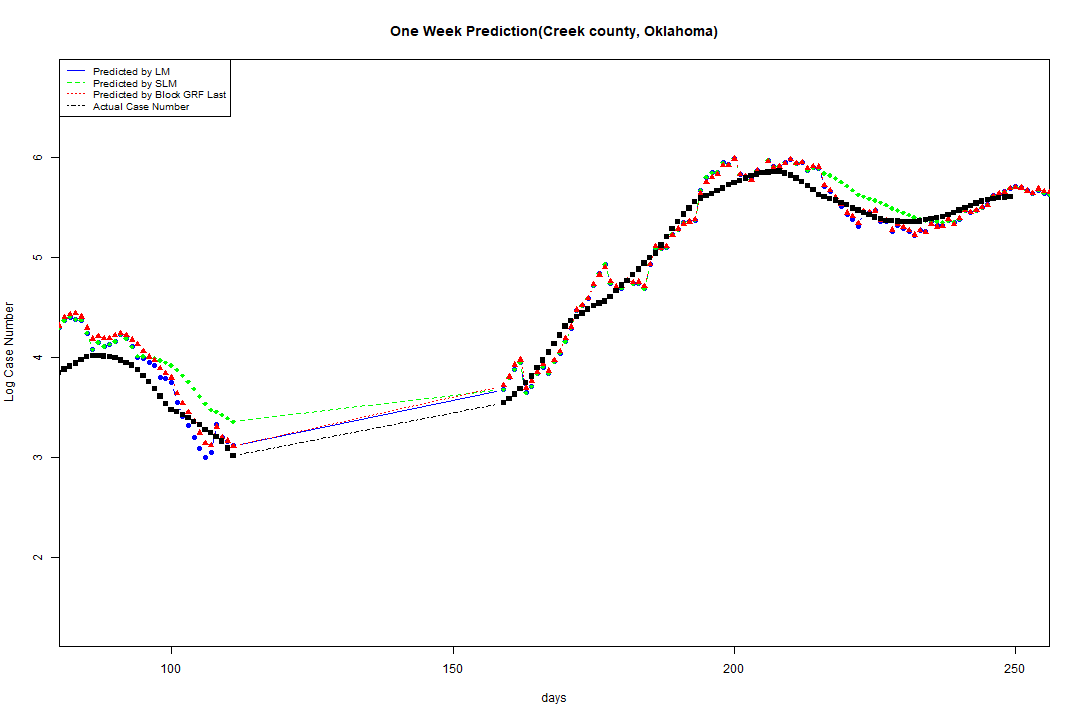 One Week Prediction(Creek county, Oklahoma)
Predicted by LM
Predicted by SLM
Predicted by Block GRF Last
Actual Case Number
6
5
4
3
2
Log Case Number
100
150
200
250
days